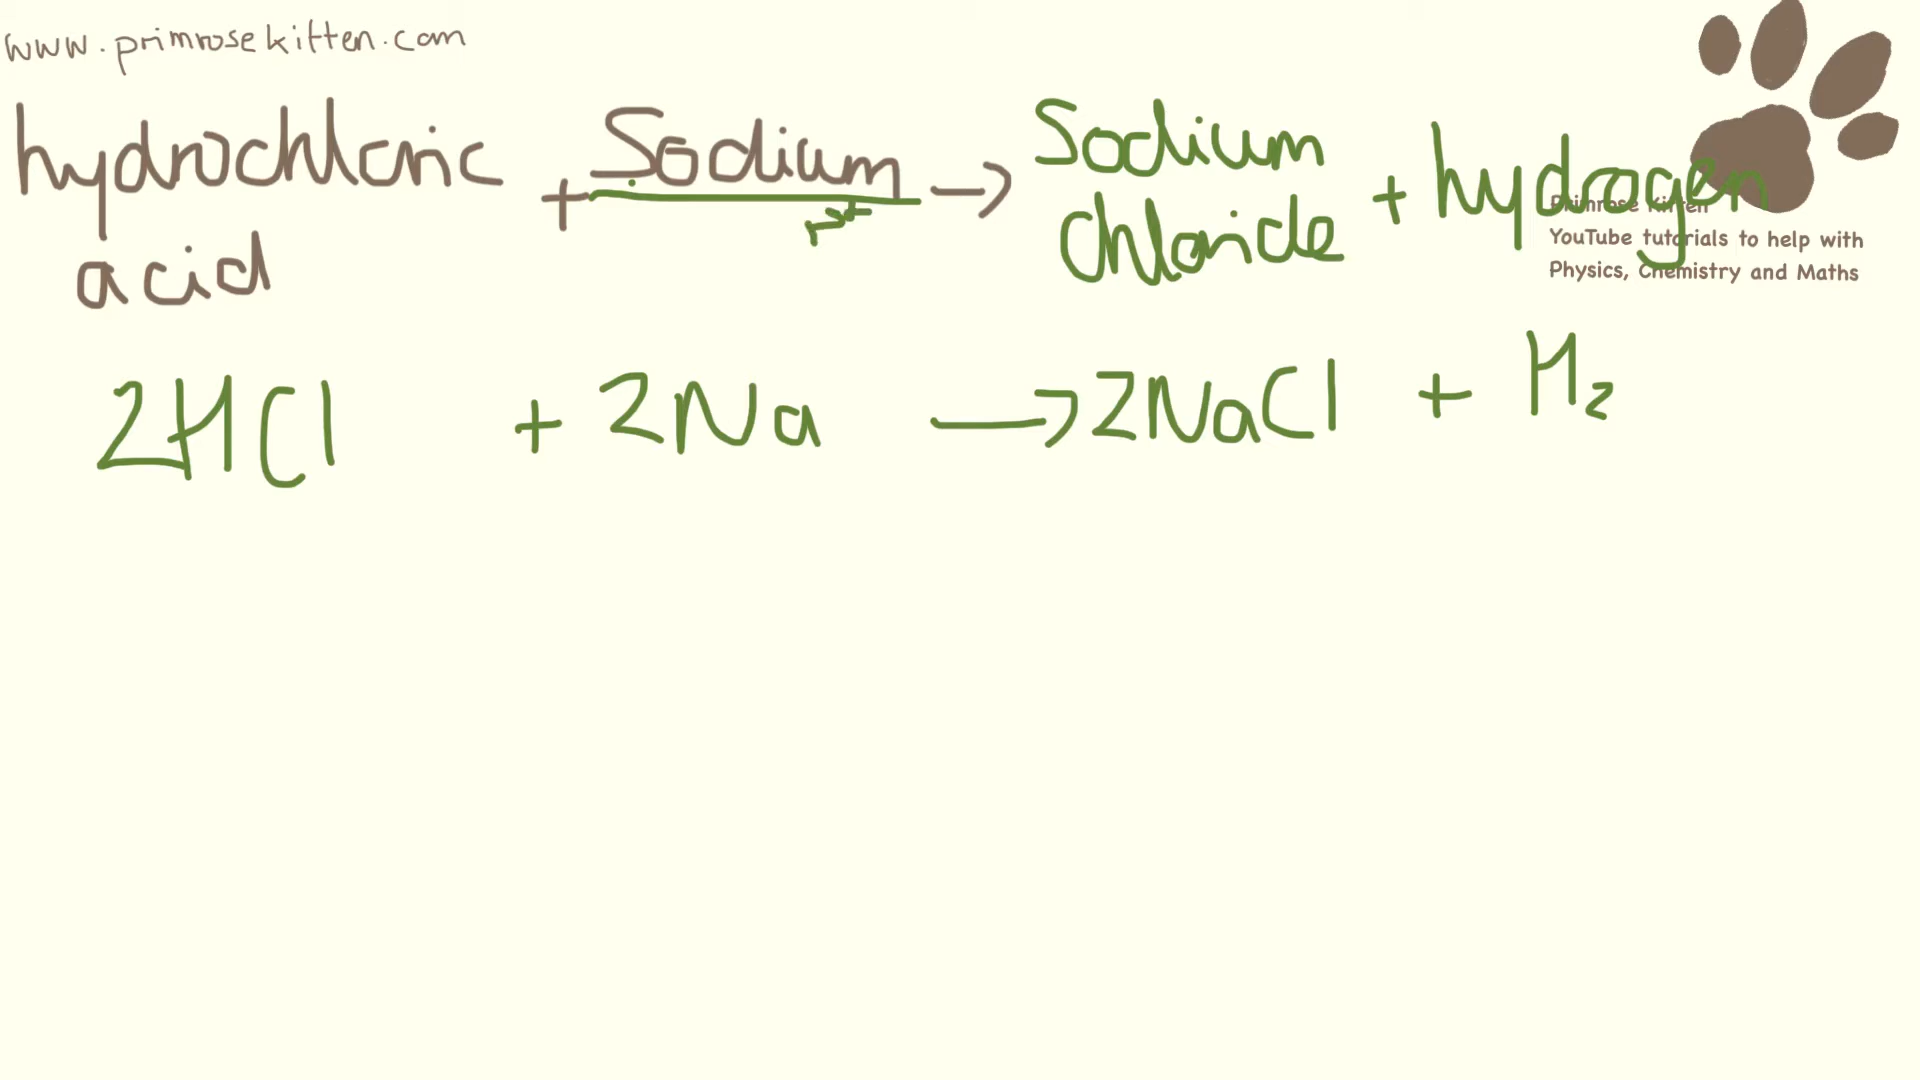 www.primrosekitten.com
hydrochloric acid + Sodium → Sodium chloride + hydrogen
Primrose Kitten
YouTube tutorials to help with
Physics, Chemistry and Maths
2HCl + 2Na → 2NaCl + H₂